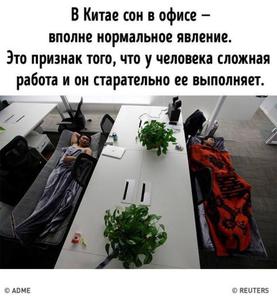 В Китае сон в офисе –
вполне нормальное явление.
Это признак того, что у человека сложная
работа и он старательно ее выполняет.
© ADME
© REUTERS